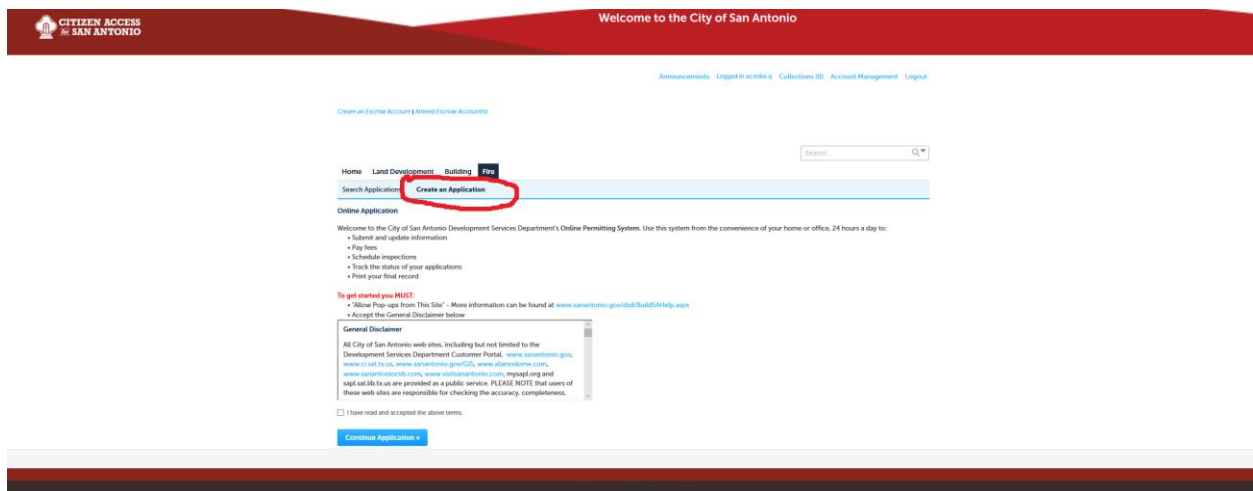 CITIZEN ACCESS
for SAN ANTONIO
Welcome to the City of San Antonio
Announcements Logged in as:mike q Collections (0) Account Management Logout
Create an Escrow Account | Amend Escrow Account(s)
Search...
Home Land Development Building Fire
Search Applications Create an Application
Online Application
Welcome to the City of San Antonio Development Services Department's Online Permitting System. Use this system from the convenience of your home or office, 24 hours a day to:
• Submit and update information
• Pay fees
• Schedule inspections
• Track the status of your applications
• Print your final record
To get started you MUST:
• "Allow Pop-ups from This Site" - More information can be found at www.sanantonio.gov/dsd/BuildSAHelp.aspx
• Accept the General Disclaimer below
General Disclaimer
All City of San Antonio web sites, including but not limited to the
Development Services Department Customer Portal, www.sanantonio.gov,
www.ci.sat.tx.us, www.sanantonio.gov/GIS, www.alamodome.com,
www.sanantoniocvb.com, www.visitsanantonio.com, mysapl.org and
sapl.sat.lib.tx.us are provided as a public service. PLEASE NOTE that users of
these web sites are responsible for checking the accuracy, completeness,
I have read and accepted the above terms.
Continue Application »